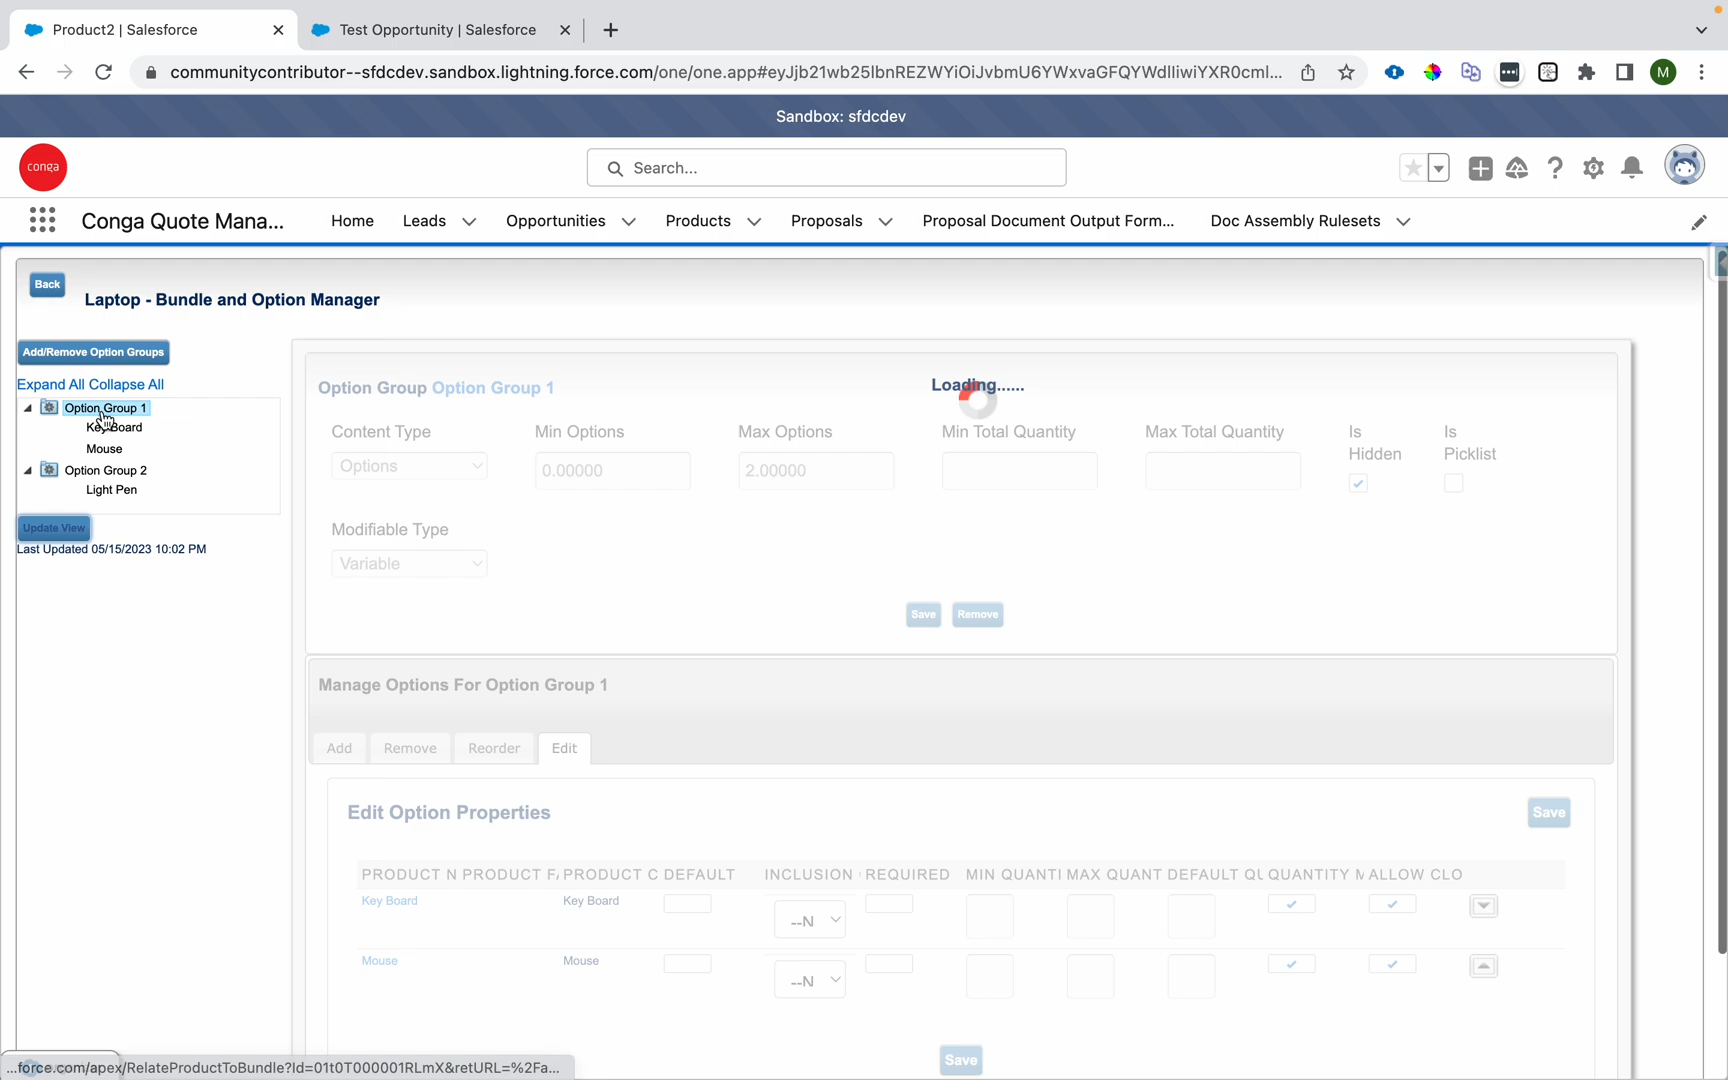 Product2 | Salesforce
Test Opportunity | Salesforce
communitycontributor--sfdcdev.sandbox.lightning.force.com/one/one.app#eyJjb21wb25lbnREZWYiOiJvbmU6YWxvaGFQYWdlIiwiYXR0cml...
M
Sandbox: sfdcdev
conga
Search...
Conga Quote Mana...
Home
Leads
Opportunities
Products
Proposals
Proposal Document Output Form...
Doc Assembly Rulesets
Back
Laptop - Bundle and Option Manager
Add/Remove Option Groups
Expand All Collapse All
Option Group 1
Key Board
Mouse
Option Group 2
Light Pen
Update View
Last Updated 05/15/2023 10:02 PM
Option Group Option Group 1
Loading......
Content Type
Min Options
Max Options
Min Total Quantity
Max Total Quantity
Is Hidden
Is Picklist
Options
0.00000
2.00000
Modifiable Type
Variable
Save
Remove
Manage Options For Option Group 1
Add
Remove
Reorder
Edit
Edit Option Properties
Save
PRODUCT N PRODUCT F PRODUCT C DEFAULT INCLUSION REQUIRED MIN QUANTI MAX QUANT DEFAULT QU QUANTITY M ALLOW CLO
Key Board
Key Board
--N
Mouse
Mouse
--N
Save
...force.com/apex/RelateProductToBundle?Id=01t0T000001RLmX&retURL=%2Fa...